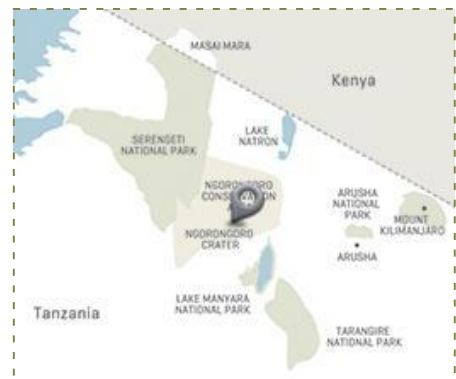 MASAI MARA
Kenya
SERENGETI
NATIONAL PARK
LAKE
NATRON
NGORONGORO
CONSERVATION
NGORONGORO
CRATER
ARUSHA
NATIONAL
PARK
MOUNT
KILIMANJARO
ARUSHA
LAKE MANYARA
NATIONAL PARK
Tanzania
TARANGIRE
NATIONAL PARK